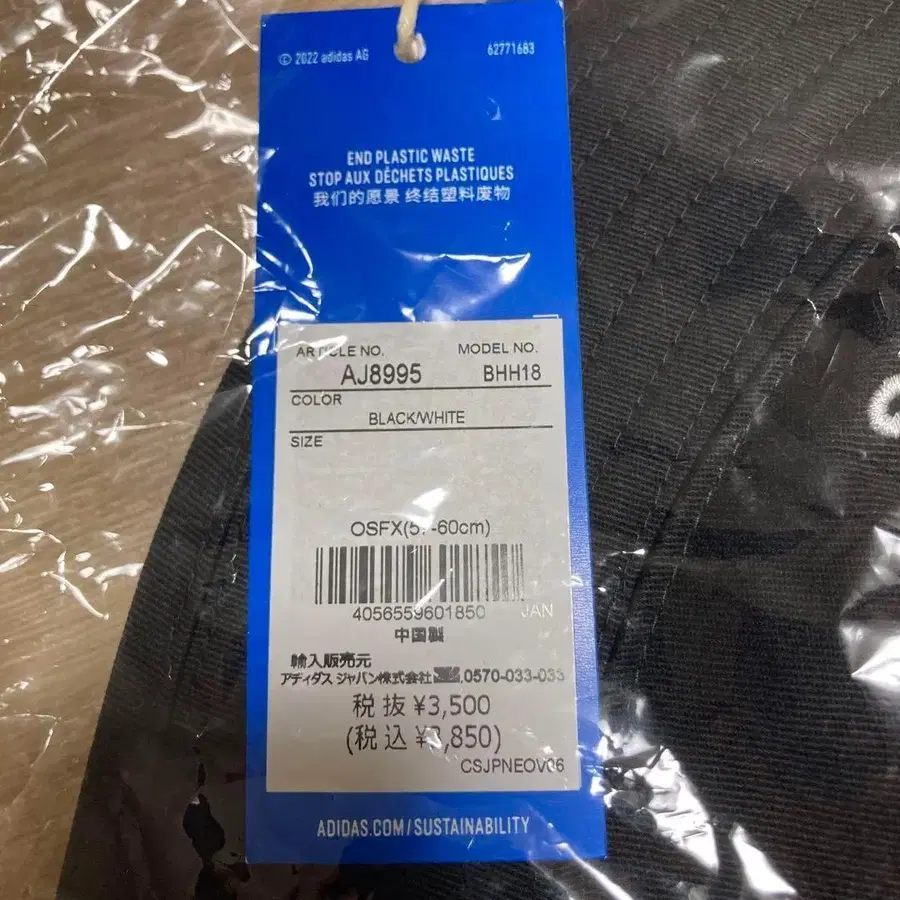 © 2022 adidas AG 62771683
END PLASTIC WASTE
STOP AUX DÉCHETS PLASTIQUES
我们的愿景 终结塑料废物
ARTICLE NO. MODEL NO.
AJ8995 BHH18
COLOR
BLACK/WHITE
SIZE
4056559601850 JAN
中国製
輸入販売元
アディダス ジャパン株式会社 0570-033-033
税抜 ¥3,500
CSJPNEOV06
ADIDAS.COM/SUSTAINABILITY